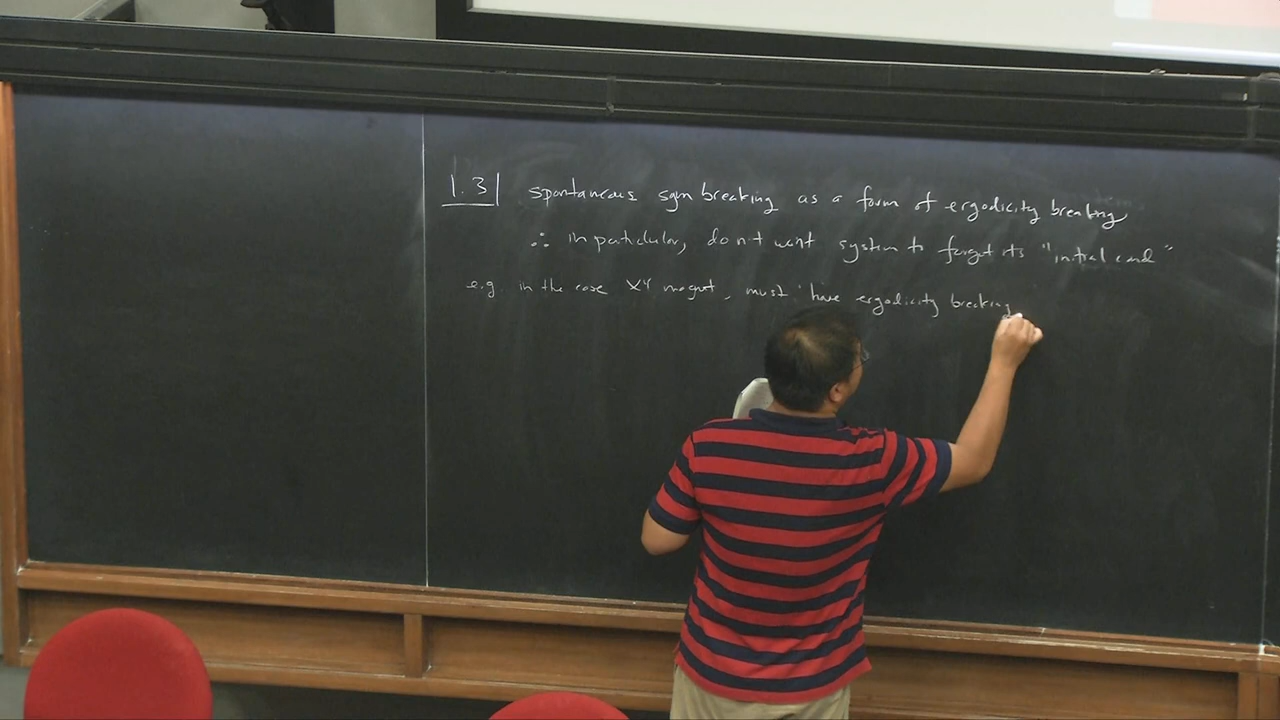 1.3 spontaneous sym breaking as a form of ergodicity breaking
∴ in particular, don't want system to forget its "initial cond"
e.g. in the case XY magnet, must have ergodicity breaking